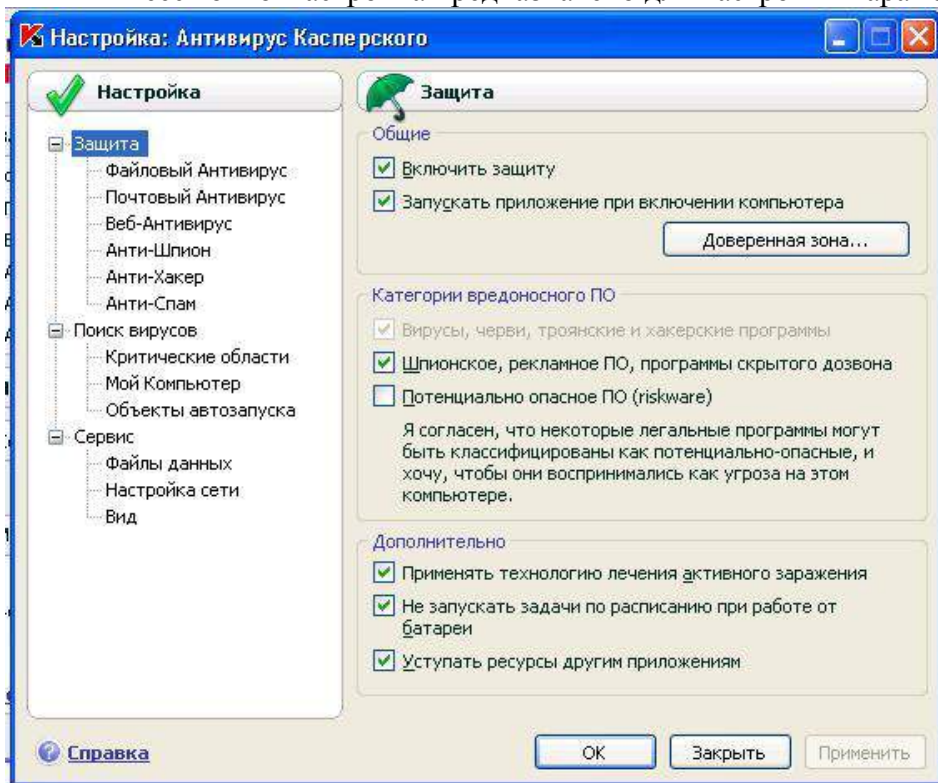 Настройка: Антивирус Касперского
Настройка
Защита
Файловый Антивирус
Почтовый Антивирус
Веб-Антивирус
Анти-Шпион
Анти-Хакер
Анти-Спам
Поиск вирусов
Критические области
Мой Компьютер
Объекты автозапуска
Сервис
Файлы данных
Настройка сети
Вид
Защита
Общие
Включить защиту
Запускать приложение при включении компьютера
Доверенная зона...
Категории вредоносного ПО
Вирусы, черви, троянские и хакерские программы
Шпионское, рекламное ПО, программы скрытого дозвона
Потенциально опасное ПО (riskware)
Я согласен, что некоторые легальные программы могут
быть классифицированы как потенциально-опасные, и
хочу, чтобы они воспринимались как угроза на этом
компьютере.
Дополнительно
Применять технологию лечения активного заражения
Не запускать задачи по расписанию при работе от
батареи
Уступать ресурсы другим приложениям
Справка
ОК
Закрыть
Применить